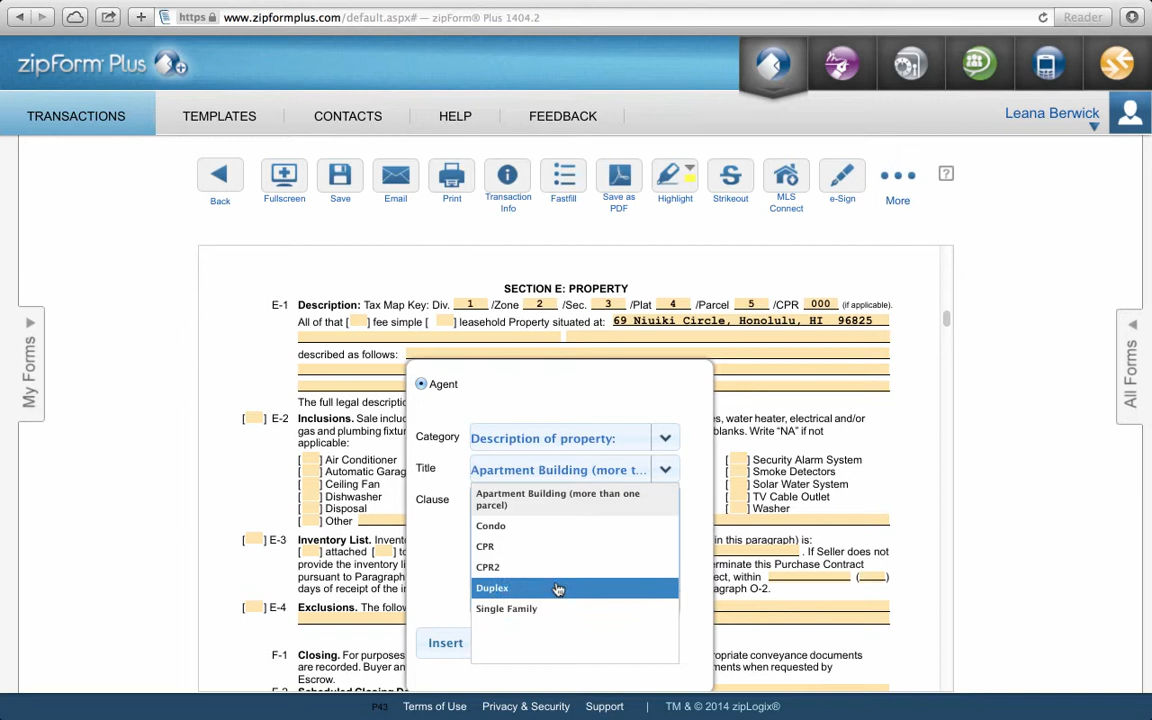 https www.zipformplus.com/default.aspx# — zipForm® Plus 1404.2 Reader
zipForm® Plus
TRANSACTIONS TEMPLATES CONTACTS HELP FEEDBACK Leana Berwick
Back Fullscreen Save Email Print Transaction Info Fastfill Save as PDF Highlight Strikeout MLS Connect e-Sign More
?
My Forms
All Forms
SECTION E: PROPERTY
E-1 Description: Tax Map Key: Div. 1 /Zone 2 /Sec. 3 /Plat 4 /Parcel 5 /CPR 000 (if applicable).
All of that [ ] fee simple [ ] leasehold Property situated at: 69 Niuiki Circle, Honolulu, HI 96825
described as follows:
The full legal descriptio
[ ] E-2 Inclusions. Sale inclu s, water heater, electrical and/or
gas and plumbing fixtur blanks. Write “NA” if not
applicable:
[ ] Air Conditioner [ ] Security Alarm System
[ ] Automatic Garag [ ] Smoke Detectors
[ ] Ceiling Fan [ ] Solar Water System
[ ] Dishwasher [ ] TV Cable Outlet
[ ] Disposal [ ] Washer
[ ] Other
[ ] E-3 Inventory List. in this paragraph) is:
[ ] attached [ ] to . If Seller does not
provide the inventory li erminate this Purchase Contract
pursuant to Paragraph ect, within ( )
days of receipt of the in ragraph O-2.
[ ] E-4 Exclusions. The follow
F-1 Closing. For purposes opriate conveyance documents
are recorded. Buyer an ments when requested by
Escrow.
Scheduled Closing D
Agent
Category Description of property:
Title Apartment Building (more t...
Clause
Apartment Building (more than one
parcel)
Condo
CPR
CPR2
Duplex
Single Family
Insert
P43 Terms of Use Privacy & Security Support | TM & © 2014 zipLogix®